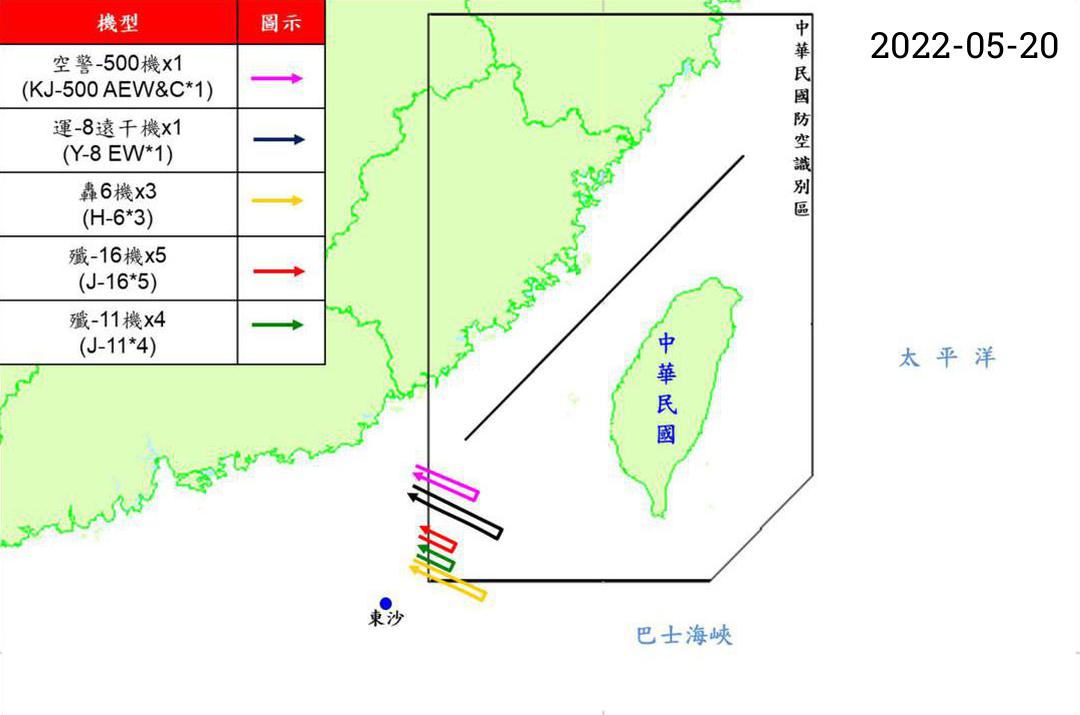 機型
圖示
空警-500機x1
(KJ-500 AEW&C*1)
運-8遠干機x1
(Y-8 EW*1)
轟6機x3
(H-6*3)
殲-16機x5
(J-16*5)
殲-11機x4
(J-11*4)
2022-05-20
中華民國防空識別區
中華民國
太平洋
東沙
巴士海峽